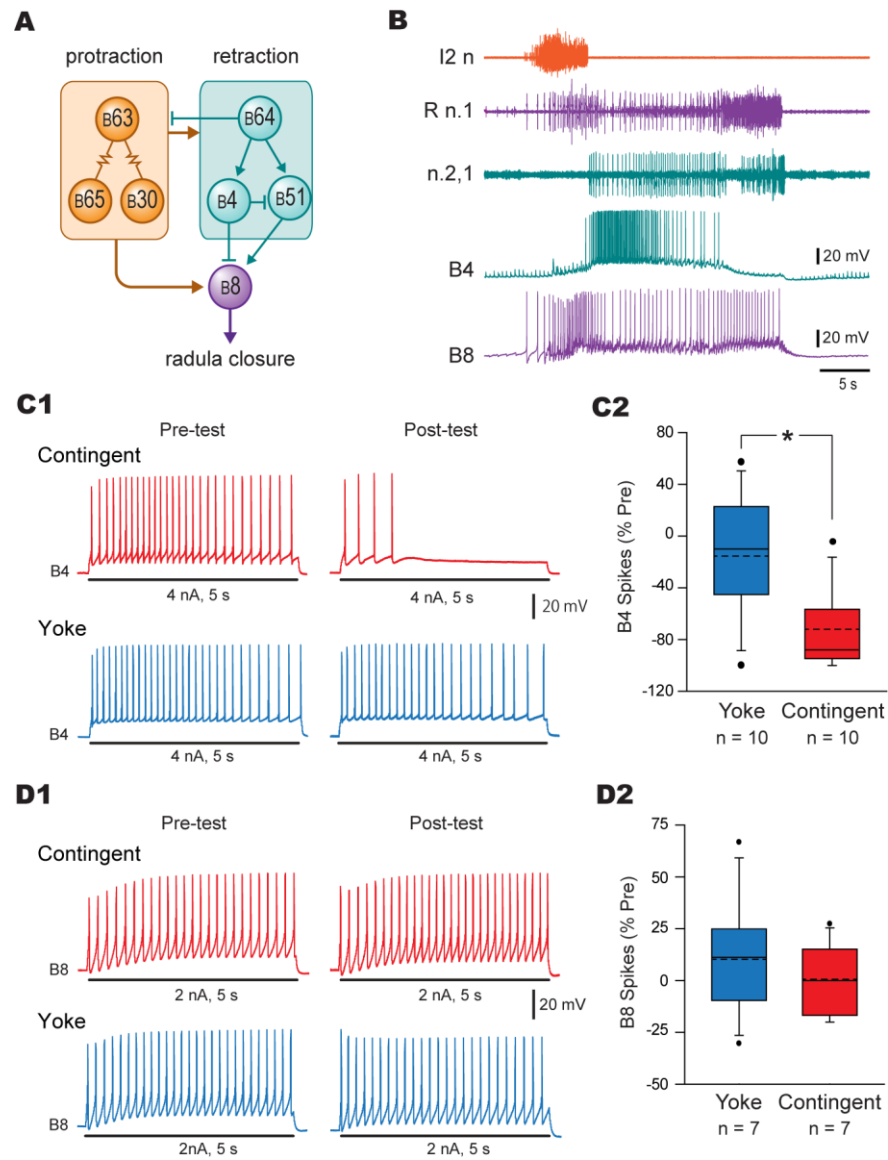 A
protraction
retraction
B63
B65
B30
B64
B4
B51
B8
radula closure
B
I2 n
R n.1
n.2,1
B4
20 mV
B8
20 mV
5 s
C1
Pre-test
Post-test
Contingent
B4
4 nA, 5 s
4 nA, 5 s
20 mV
Yoke
B4
4 nA, 5 s
4 nA, 5 s
C2
B4 Spikes (% Pre)
80
40
0
-40
-80
-120
*
Yoke
n = 10
Contingent
n = 10
D1
Pre-test
Post-test
Contingent
B8
2 nA, 5 s
2 nA, 5 s
20 mV
Yoke
B8
2nA, 5 s
2 nA, 5 s
D2
B8 Spikes (% Pre)
75
50
25
0
-25
-50
Yoke
n = 7
Contingent
n = 7